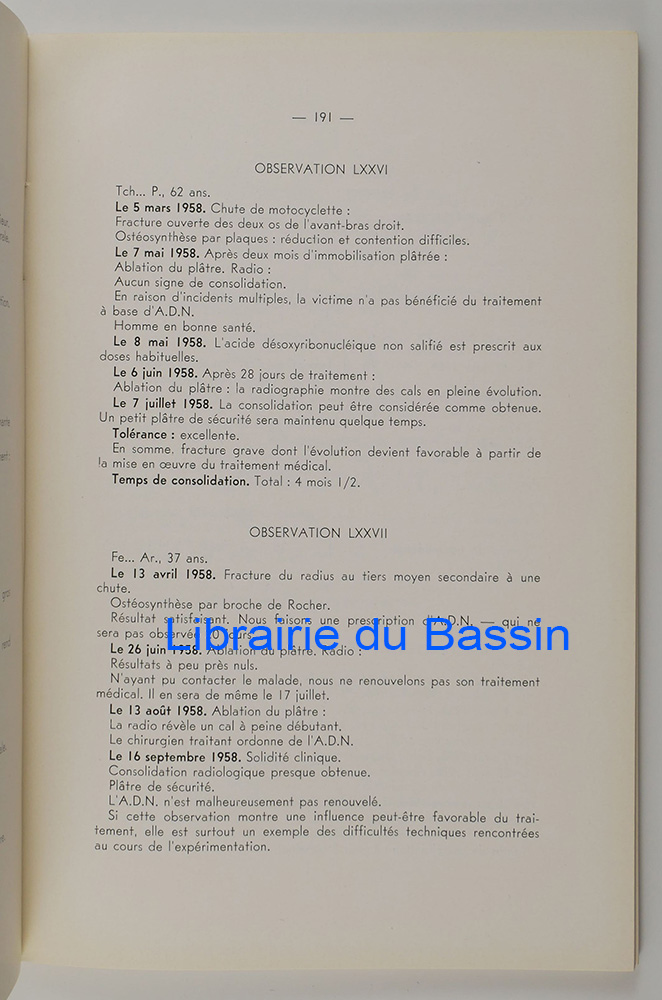 — 191 —
OBSERVATION LXXVI
Tch... P., 62 ans.
Le 5 mars 1958. Chute de motocyclette :
Fracture ouverte des deux os de l'avant-bras droit.
Ostéosynthèse par plaques : réduction et contention difficiles.
Le 7 mai 1958. Après deux mois d'immobilisation plâtrée :
Ablation du plâtre. Radio :
Aucun signe de consolidation.
En raison d'incidents multiples, la victime n'a pas bénéficié du traitement
à base d'A.D.N.
Homme en bonne santé.
Le 8 mai 1958. L'acide désoxyribonucléique non salifié est prescrit aux
doses habituelles.
Le 6 juin 1958. Après 28 jours de traitement :
Ablation du plâtre : la radiographie montre des cals en pleine évolution.
Le 7 juillet 1958. La consolidation peut être considérée comme obtenue.
Un petit plâtre de sécurité sera maintenu quelque temps.
Tolérance : excellente.
En somme, fracture grave dont l'évolution devient favorable à partir de
la mise en œuvre du traitement médical.
Temps de consolidation. Total : 4 mois 1/2.
OBSERVATION LXXVII
Fe... Ar., 37 ans.
Le 13 avril 1958. Fracture du radius au tiers moyen secondaire à une
chute.
Ostéosynthèse par broche de Rocher.
Résultat satisfaisant. Nous faisons une prescription d'A.D.N. — qui ne
sera pas observée 20 jours.
Librairie du Bassin
Le 26 juin 1958. Ablation du plâtre. Radio :
Résultats à peu près nuls.
N'ayant pu contacter le malade, nous ne renouvelons pas son traitement
médical. Il en sera de même le 17 juillet.
Le 13 août 1958. Ablation du plâtre :
La radio révèle un cal à peine débutant.
Le chirurgien traitant ordonne de l'A.D.N.
Le 16 septembre 1958. Solidité clinique.
Consolidation radiologique presque obtenue.
Plâtre de sécurité.
L'A.D.N. n'est malheureusement pas renouvelé.
Si cette observation montre une influence peut-être favorable du trai-
tement, elle est surtout un exemple des difficultés techniques rencontrées
au cours de l'expérimentation.